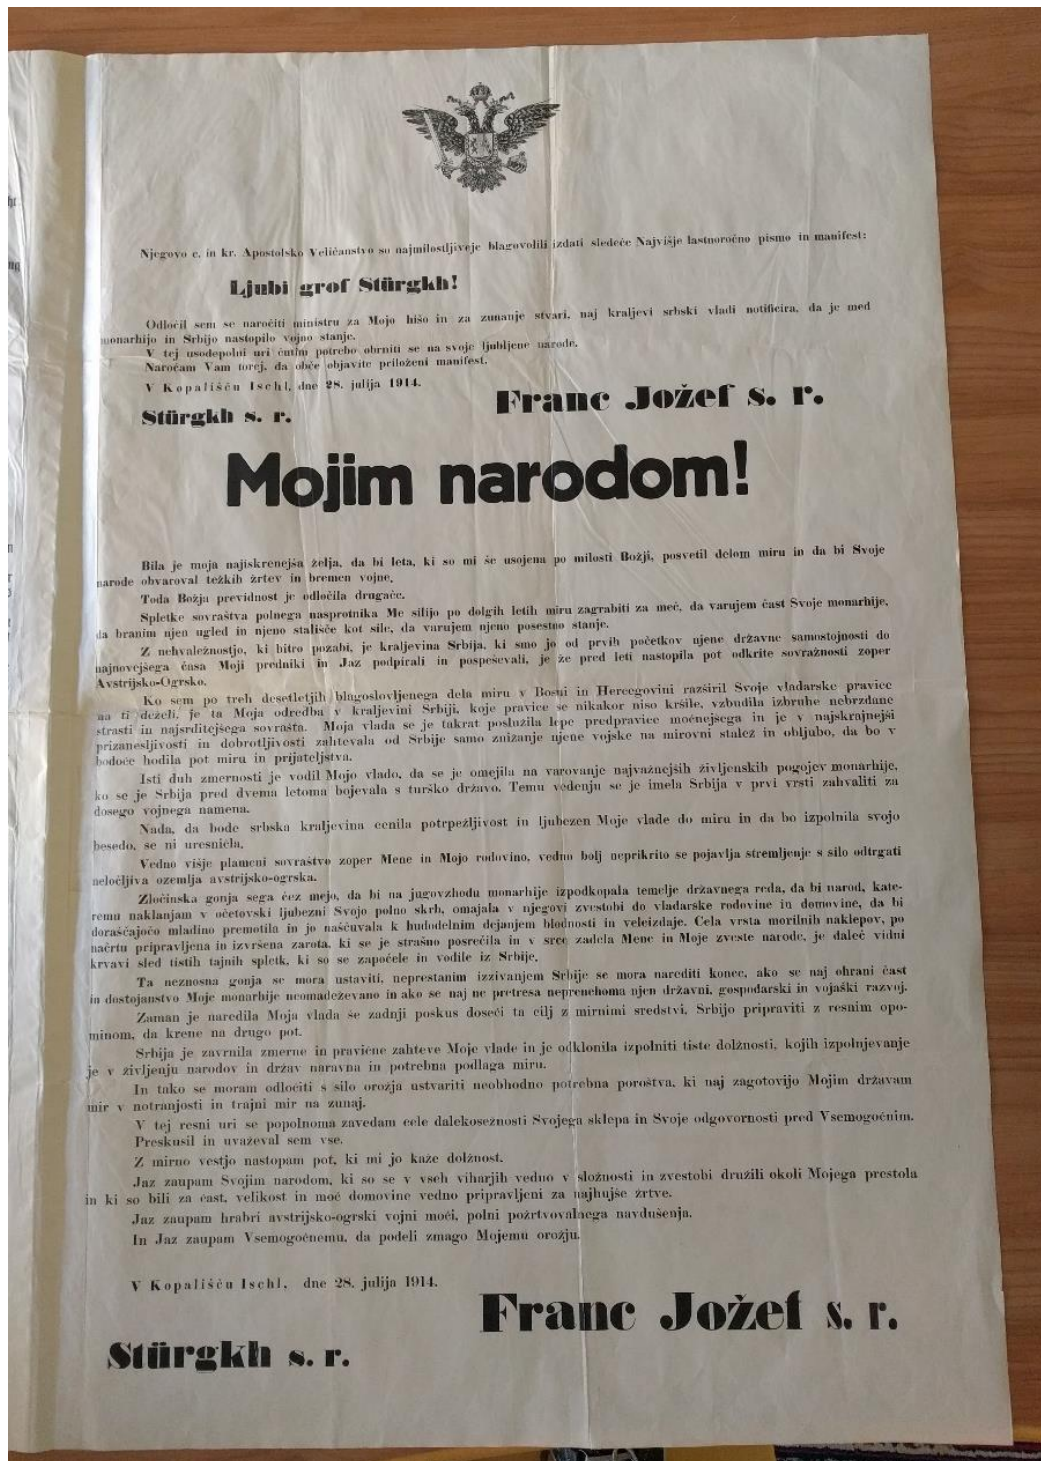 Njegovo c. in kr. Apostolsko Veličanstvo so najmilostljiveje blagovolili izdati sledeče Najvišje lastnoročno pismo in manifest:
Ljubi grof Stürgkh!
Odločil sem se naročiti ministru za Mojo hišo in za zunanje stvari, naj kraljevi srbski vladi notificira, da je med
monarhijo in Srbijo nastopilo vojno stanje.
V tej usodepolni uri čutim potrebo obrniti se na svoje ljubljene narode.
Naročam Vam torej, da obče objavite priloženi manifest.
V Kopališču Ischl, dne 28. julija 1914.
Franc Jožef s. r.
Stürgkh s. r.
Mojim narodom!
Bila je moja najiskrenejša želja, da bi leta, ki so mi še usojena po milosti Božji, posvetil delom miru in da bi Svoje
narode obvaroval težkih žrtev in bremen vojne.
Toda Božja previdnost je odločila drugače.
Spletke sovraštva polnega nasprotnika Me silijo po dolgih letih miru zagrabiti za meč, da varujem čast Svoje monarhije,
da branim njen ugled in njeno stališče kot sile, da varujem njeno posestno stanje.
Z nehvaležnostjo, ki hitro pozabi, je kraljevina Srbija, ki smo jo od prvih početkov njene državne samostojnosti do
najnovejšega časa Moji predniki in Jaz podpirali in pospeševali, je že pred leti nastopila pot odkrite sovražnosti zoper
Avstrijsko-Ogrsko.
Ko sem po treh desetletjih blagoslovljenega dela miru v Bosni in Hercegovini razširil Svoje vladarske pravice
na ti deželi, je ta Moja odredba v kraljevini Srbiji, koje pravice se nikakor niso kršile, vzbudila izbruhe nebrzdane
strasti in najsrditejšega sovrašta. Moja vlada se je takrat poslužila lepe predpravice močnejšega in je v najskrajnejši
prizanesljivosti in dobrotljivosti zahtevala od Srbije samo znižanje njene vojske na mirovni stalež in obljubo, da bo v
bodoče hodila pot miru in prijateljstva.
Isti duh zmernosti je vodil Mojo vlado, da se je omejila na varovanje najvažnejših življenskih pogojev monarhije,
ko se je Srbija pred dvema letoma bojevala s turško državo. Temu vedenju se je imela Srbija v prvi vrsti zahvaliti za
dosego vojnega namena.
Nada, da bode srbska kraljevina cenila potrpežljivost in ljubezen Moje vlade do miru in da bo izpolnila svojo
besedo, se ni uresničila.
Vedno višje plameni sovraštvo zoper Mene in Mojo rodovino, vedno bolj neprikrito se pojavlja stremljenje s silo odtrgati
neločljiva ozemlja avstrijsko-ogrska.
Zločinska gonja sega čez mejo, da bi na jugovzhodu monarhije izpodkopala temelje državnega reda, da bi narod, kate-
remu naklanjam v očetovski ljubezni Svojo polno skrb, omajala v njegovi zvestobi do vladarske rodovine in domovine, da bi
doraščajočo mladino premotila in jo naščuvala k hudodelnim dejanjem blodnosti in veleizdaje. Cela vrsta morilnih naklepov, po
načrtu pripravljena in izvršena zarota, ki se je strašno posrečila in v srce zadela Mene in Moje zveste narode, je daleč vidni
krvavi sled tistih tajnih spletk, ki so se započele in vodile iz Srbije.
Ta neznosna gonja se mora ustaviti, neprestanim izzivanjem Srbije se mora narediti konec, ako se naj ohrani čast
in dostojanstvo Moje monarhije neomadeževano in ako se naj ne pretresa neprenehoma njen državni, gospodarski in vojaški razvoj.
Zaman je naredila Moja vlada še zadnji poskus doseči ta cilj z mirnimi sredstvi, Srbijo pripraviti z resnim opo-
minom, da krene na drugo pot.
Srbija je zavrnila zmerne in pravične zahteve Moje vlade in je odklonila izpolniti tiste dolžnosti, kojih izpolnjevanje
je v življenju narodov in držav naravna in potrebna podlaga miru.
In tako se moram odločiti s silo orožja ustvariti neobhodno potrebna poroštva, ki naj zagotovijo Mojim državam
mir v notranjosti in trajni mir na zunaj.
V tej resni uri se popolnoma zavedam cele dalekosežnosti Svojega sklepa in Svoje odgovornosti pred Vsemogočnim.
Preskusil in uvaževal sem vse.
Z mirno vestjo nastopam pot, ki mi jo kaže dolžnost.
Jaz zaupam Svojim narodom, ki so se v vseh viharjih vedno v složnosti in zvestobi družili okoli Mojega prestola
in ki so bili za čast, velikost in moč domovine vedno pripravljeni za najhujše žrtve.
Jaz zaupam hrabri avstrijsko-ogrski vojni moči, polni požrtvovalnega navdušenja.
In Jaz zaupam Vsemogočnemu, da podeli zmago Mojemu orožju.
V Kopališču Ischl, dne 28. julija 1914.
Franc Jožef s. r.
Stürgkh s. r.